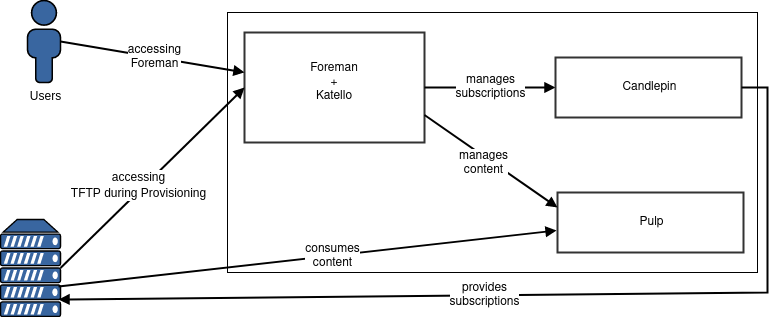 accessing
Foreman
Users
Foreman
+
Katello
manages
subscriptions
Candlepin
manages
content
accessing
TFTP during Provisioning
Pulp
consumes
content
provides
subscriptions